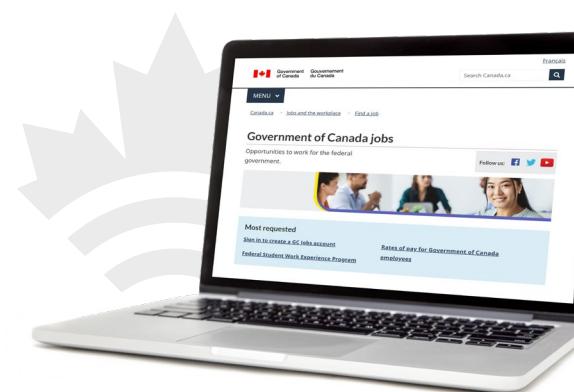 Français
Government of Canada
Gouvernement du Canada
Search Canada.ca
MENU
Canada.ca > Jobs and the workplace > Find a job
Government of Canada jobs
Opportunities to work for the federal
government.
Follow us:
Most requested
Sign in to create a GC Jobs account
Rates of pay for Government of Canada
employees
Federal Student Work Experience Program